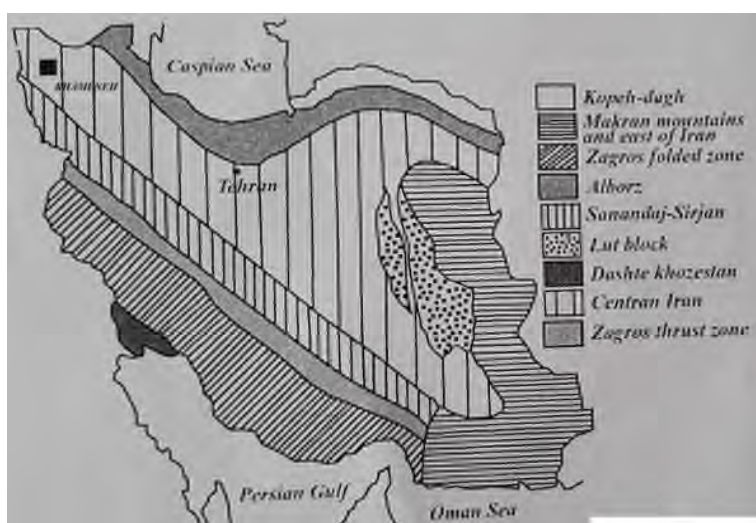 Caspian Sea
Tehran
Persian Gulf
Oman Sea
Kopeh-dagh
Makran mountains
and east of Iran
Zagros folded zone
Alborz
Sanandaj-Sirjan
Lut block
Dashte khozestan
Centran Iran
Zagros thrust zone